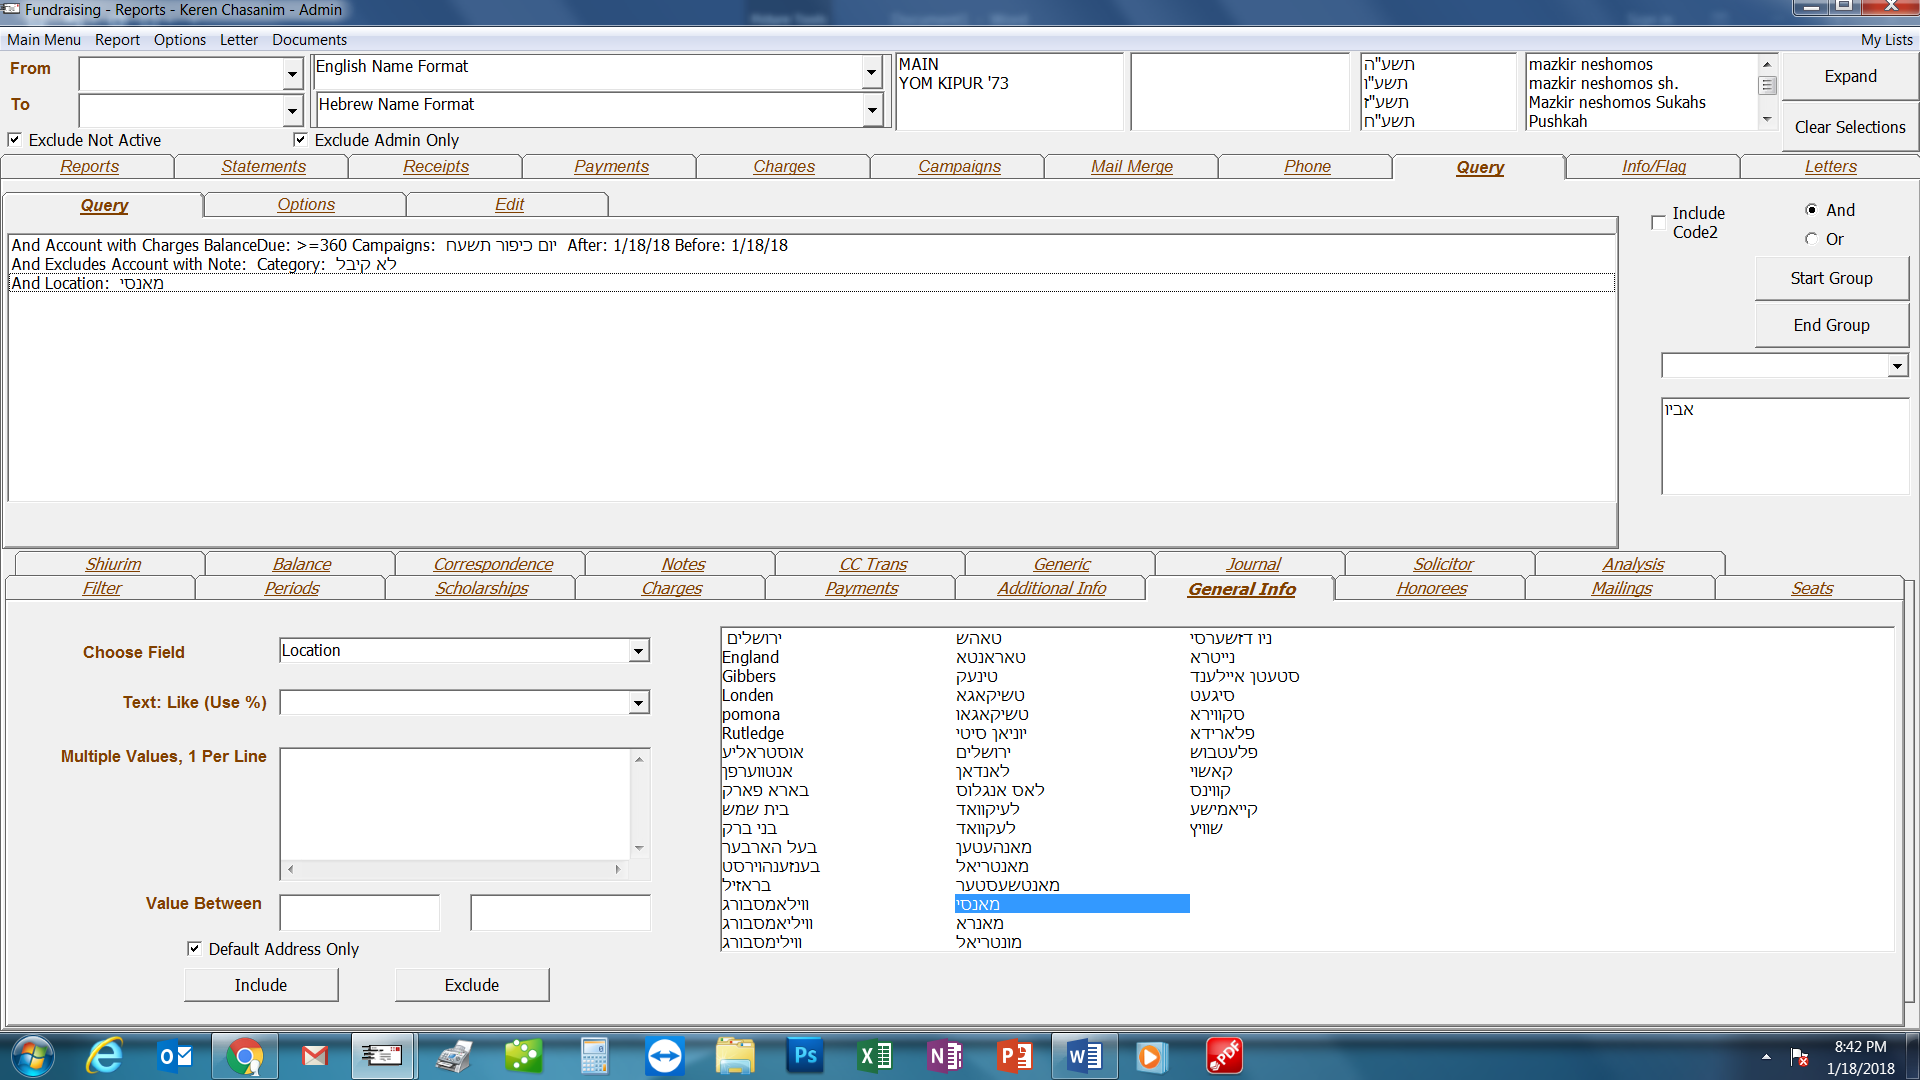 Fundraising - Reports - Keren Chasanim - Admin
Main Menu Report Options Letter Documents My Lists
From
To
English Name Format
Hebrew Name Format
Exclude Not Active
Exclude Admin Only
MAIN
YOM KIPUR '73
תשע"ה
תשע"ו
תשע"ז
תשע"ח
mazkir neshomos
mazkir neshomos sh.
Mazkir neshomos Sukahs
Pushkah
Expand
Clear Selections
Reports Statements Receipts Payments Charges Campaigns Mail Merge Phone Query Info/Flag Letters
Query Options Edit
And Account with Charges BalanceDue: >=360 Campaigns: יום כיפור תשעח After: 1/18/18 Before: 1/18/18
And Excludes Account with Note: Category: לא קיבל
And Location: מאנסי
Include
Code2
And
Or
Start Group
End Group
אביו
Shiurim Balance Correspondence Notes CC Trans Generic Journal Solicitor Analysis
Filter Periods Scholarships Charges Payments Additional Info General Info Honorees Mailings Seats
Choose Field
Location
Text: Like (Use %)
Multiple Values, 1 Per Line
Value Between
Default Address Only
Include Exclude
ירושלים
England
Gibbers
Londen
pomona
Rutledge
אוסטראליע
אנטווערפן
בארא פארק
בית שמש
בני ברק
בעל הארבער
בענזענהוירסט
בראזיל
ווילאמסבורג
וויליאמסבורג
ווילימסבורג
טאהש
טאראנטא
טינעק
טשיקאגא
טשיקאגאו
יוניאן סיטי
ירושלים
לאנדאן
לאס אנגלוס
לעיקוואד
לעקוואד
מאנהעטען
מאנטריאל
מאנטשעסטער
מאנסי
מאנרא
מונטריאל
ניו דזשערסי
נייטרא
סטעטן איילענד
סיגעט
סקווירא
פלארידא
פלעטבוש
קאשוי
קווינס
קייאמישע
שוויץ
8:42 PM
1/18/2018